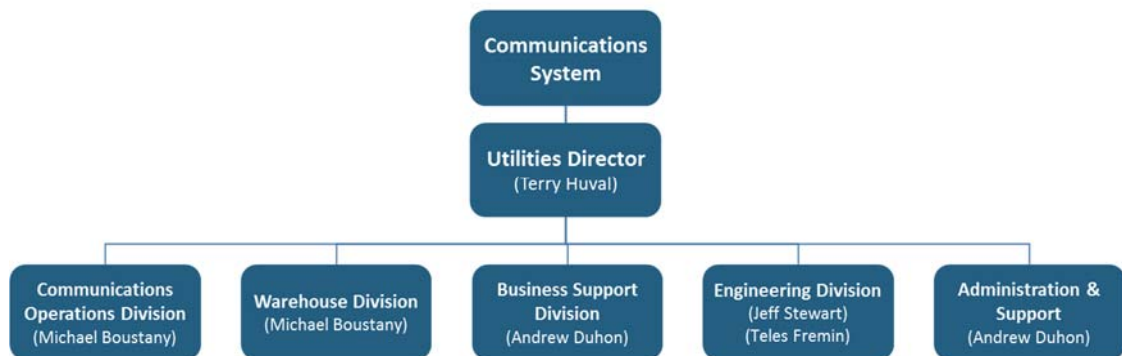 Communications
System
Utilities Director
(Terry Huval)
Communications
Operations Division
(Michael Boustany)
Warehouse Division
(Michael Boustany)
Business Support
Division
(Andrew Duhon)
Engineering Division
(Jeff Stewart)
(Teles Fremin)
Administration &
Support
(Andrew Duhon)